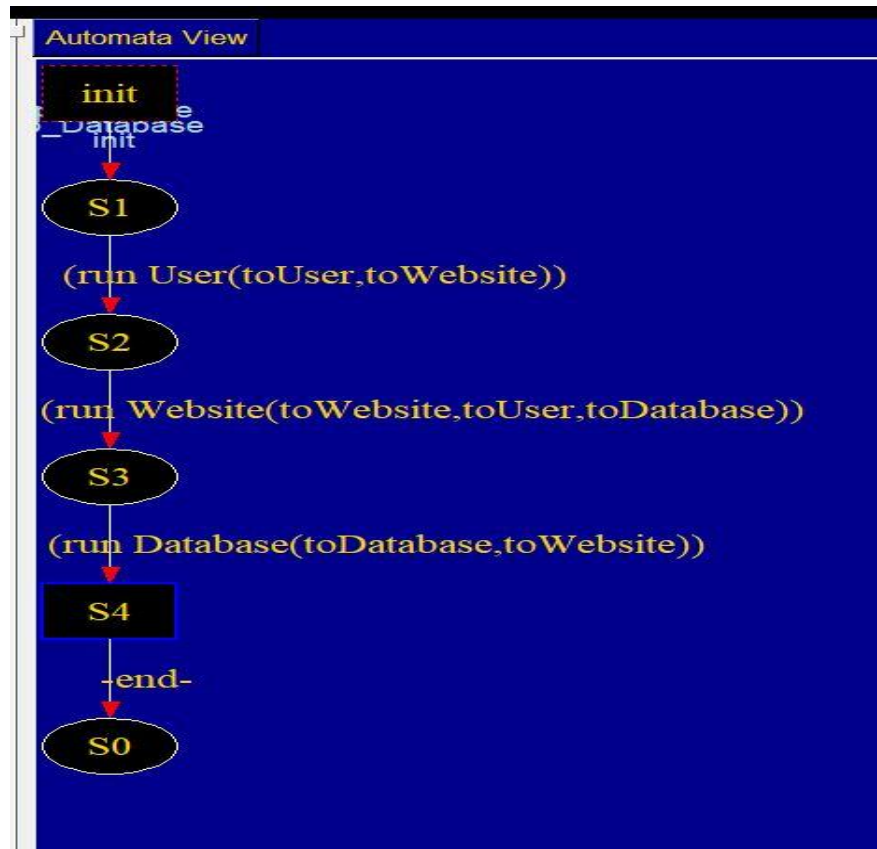 Automata View
init
_Database
init
S1
(run User(toUser,toWebsite))
S2
(run Website(toWebsite,toUser,toDatabase))
S3
(run Database(toDatabase,toWebsite))
S4
-end-
S0